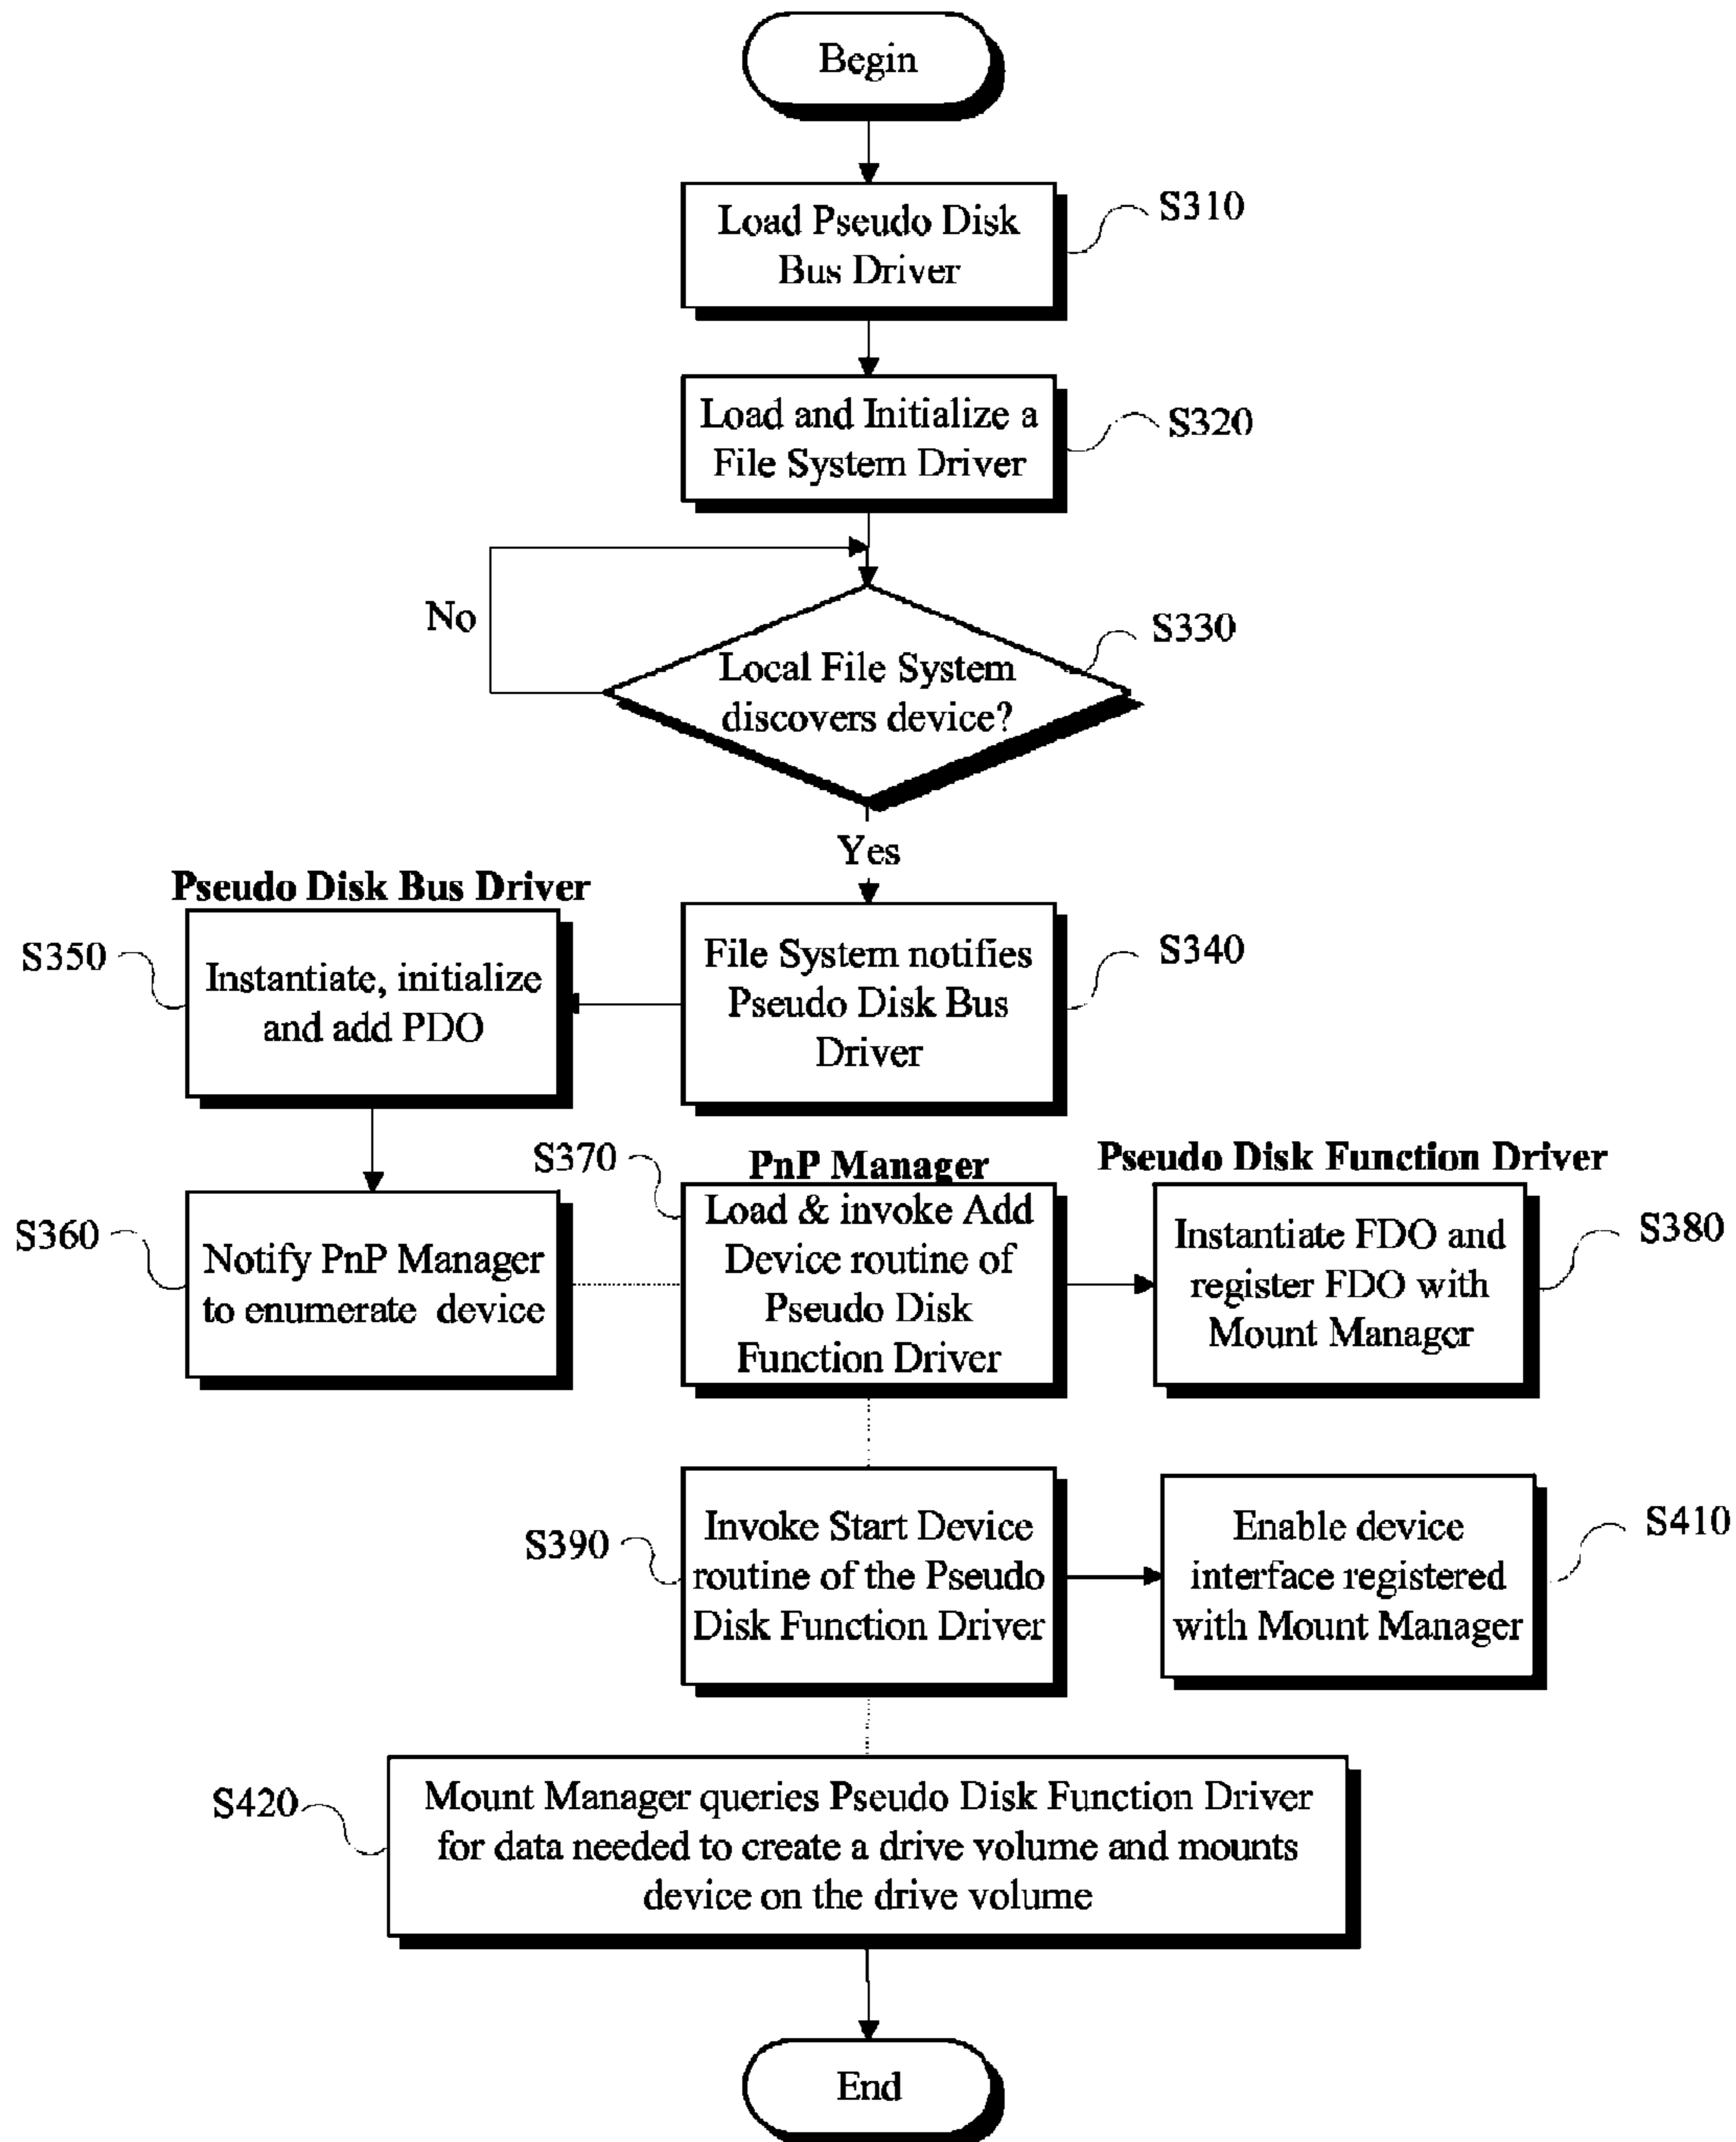 Begin
Load Pseudo Disk
Bus Driver
S310
Load and Initialize a
File System Driver
S320
No
Local File System
discovers device?
S330
Yes
Pseudo Disk Bus Driver
S350
Instantiate, initialize
and add PDO
File System notifies
Pseudo Disk Bus
Driver
S340
S360
Notify PnP Manager
to enumerate device
S370
PnP Manager
Load & invoke Add
Device routine of
Pseudo Disk
Function Driver
Pseudo Disk Function Driver
Instantiate FDO and
register FDO with
Mount Manager
S380
S390
Invoke Start Device
routine of the Pseudo
Disk Function Driver
Enable device
interface registered
with Mount Manager
S410
S420
Mount Manager queries Pseudo Disk Function Driver
for data needed to create a drive volume and mounts
device on the drive volume
End